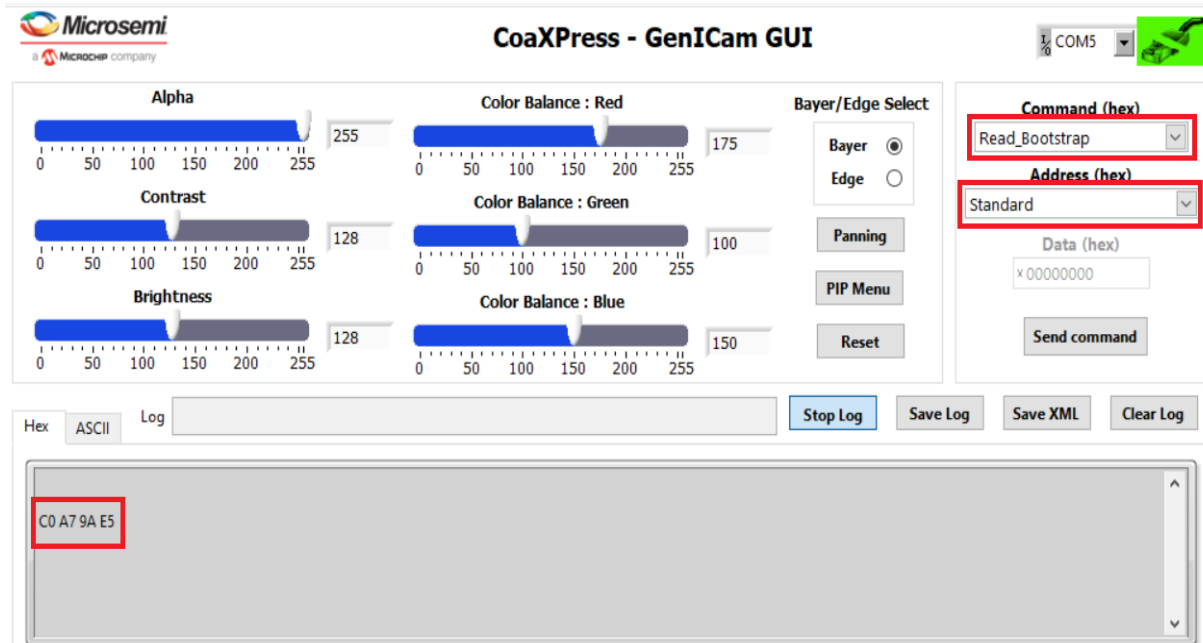 Microsemi
a MICROCHIP company
CoaXPress - GenICam GUI
I/O COM5
Alpha
255
0 50 100 150 200 255
Contrast
128
0 50 100 150 200 255
Brightness
128
0 50 100 150 200 255
Color Balance : Red
175
0 50 100 150 200 255
Color Balance : Green
100
0 50 100 150 200 255
Color Balance : Blue
150
0 50 100 150 200 255
Bayer/Edge Select
Bayer
Edge
Panning
PIP Menu
Reset
Command (hex)
Read_Bootstrap
Address (hex)
Standard
Data (hex)
x 00000000
Send command
Hex ASCII Log
Stop Log Save Log Save XML Clear Log
C0 A7 9A E5